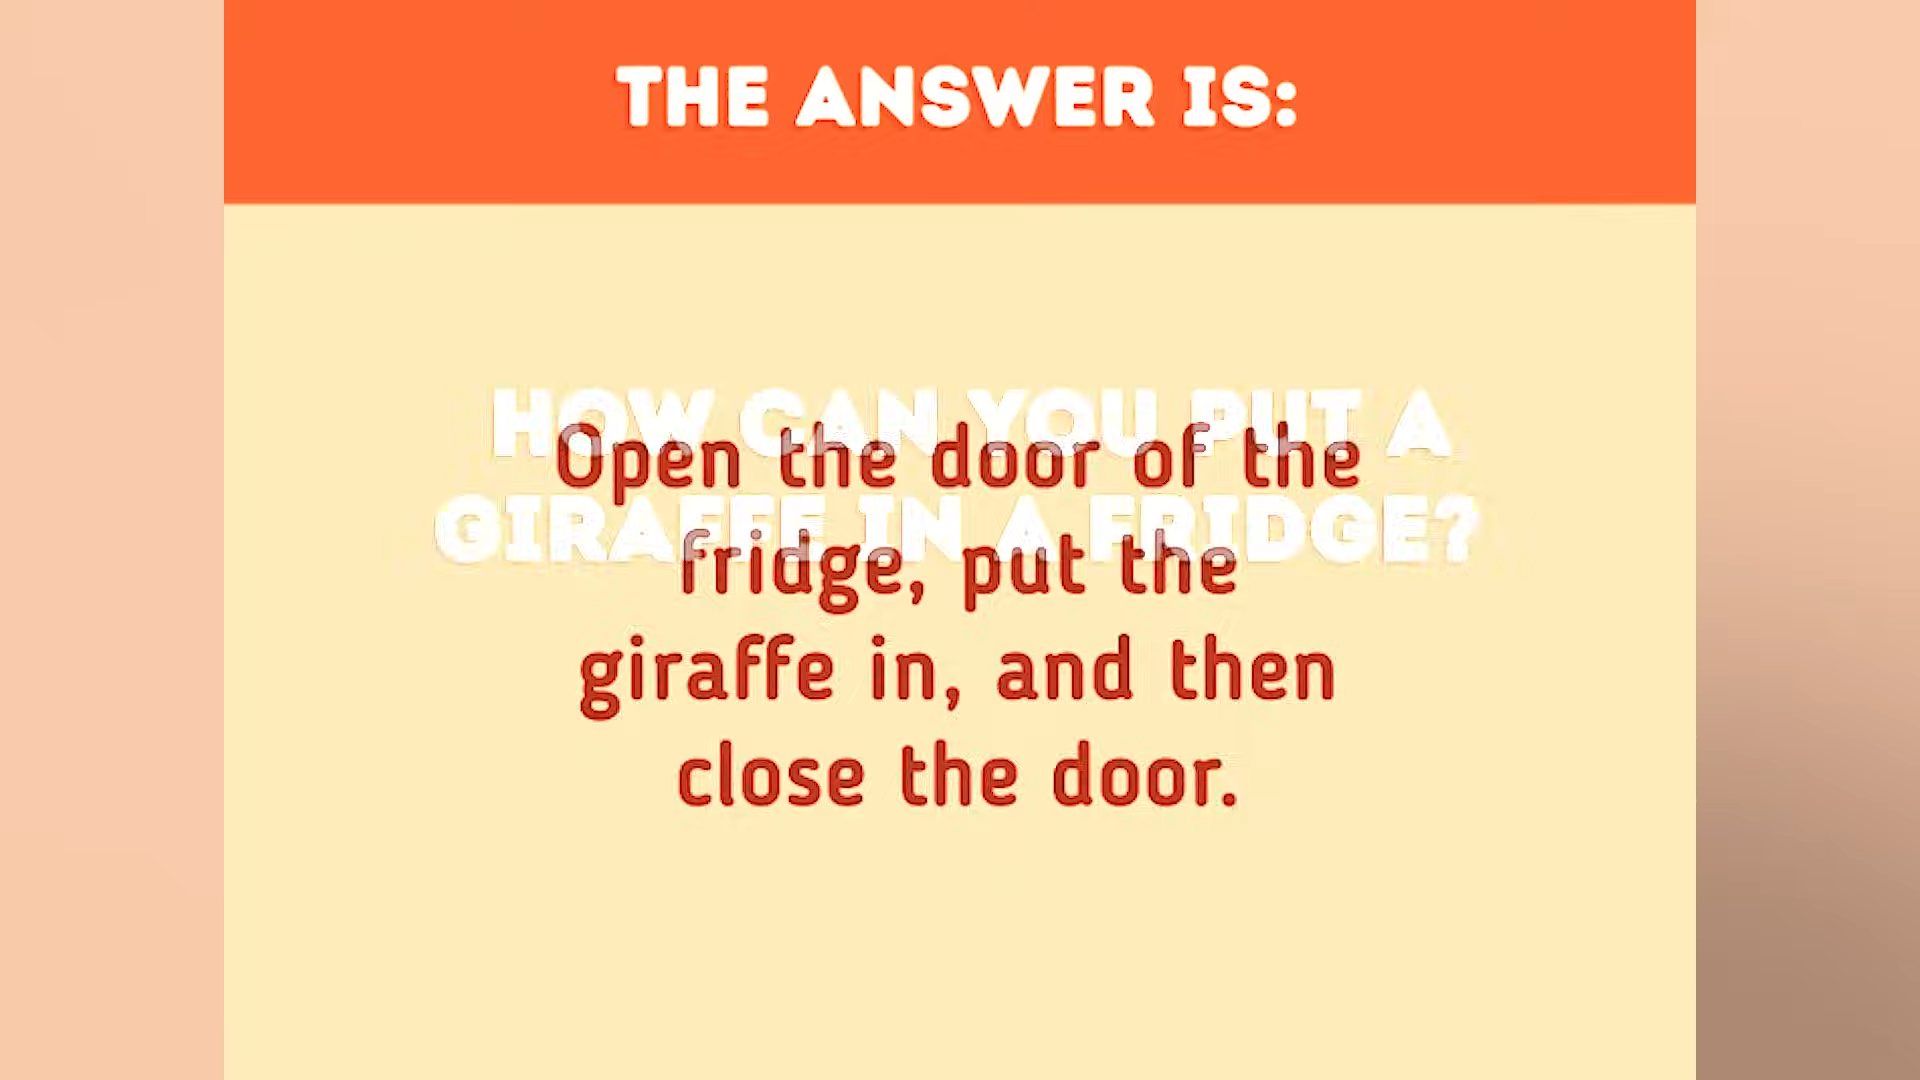 THE ANSWER IS:
HOW CAN YOU PUT A
GIRAFFE IN A FRIDGE?
Open the door of the
fridge, put the
giraffe in, and then
close the door.